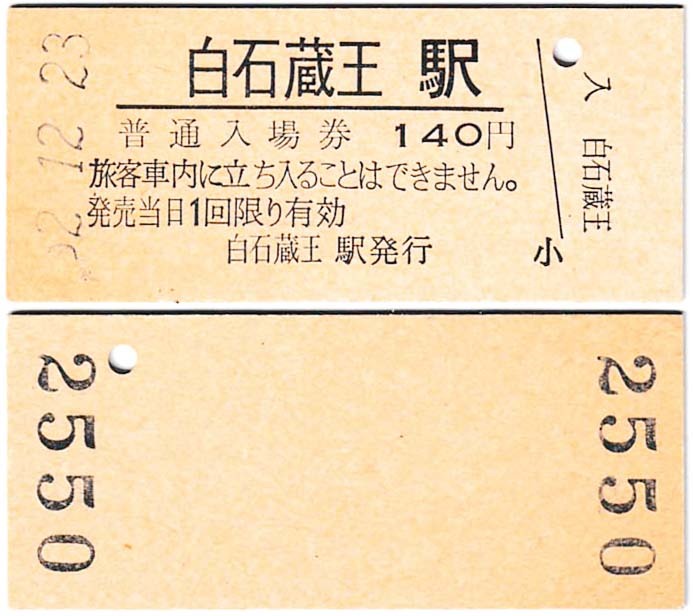 白石蔵王 駅
普通入場券 140円
旅客車内に立ち入ることはできません。
発売当日1回限り有効
白石蔵王 駅発行
62.12.23
入 白石蔵王
小
2550
2550